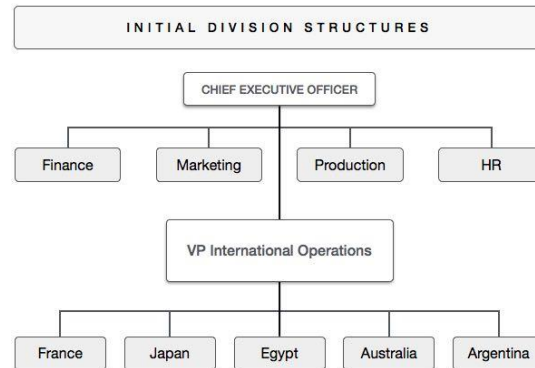 INITIAL DIVISION STRUCTURES
CHIEF EXECUTIVE OFFICER
Finance
Marketing
Production
HR
VP International Operations
France
Japan
Egypt
Australia
Argentina